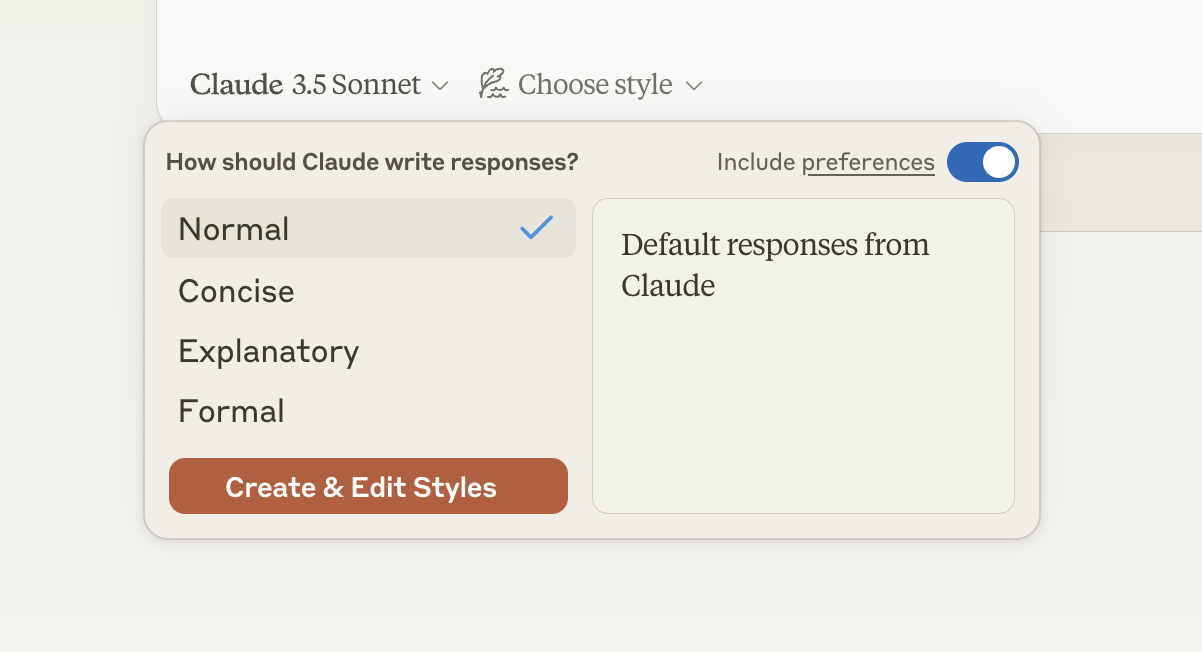 Claude 3.5 Sonnet Choose style
How should Claude write responses? Include preferences
Normal
Concise
Explanatory
Formal
Create & Edit Styles
Default responses from
Claude